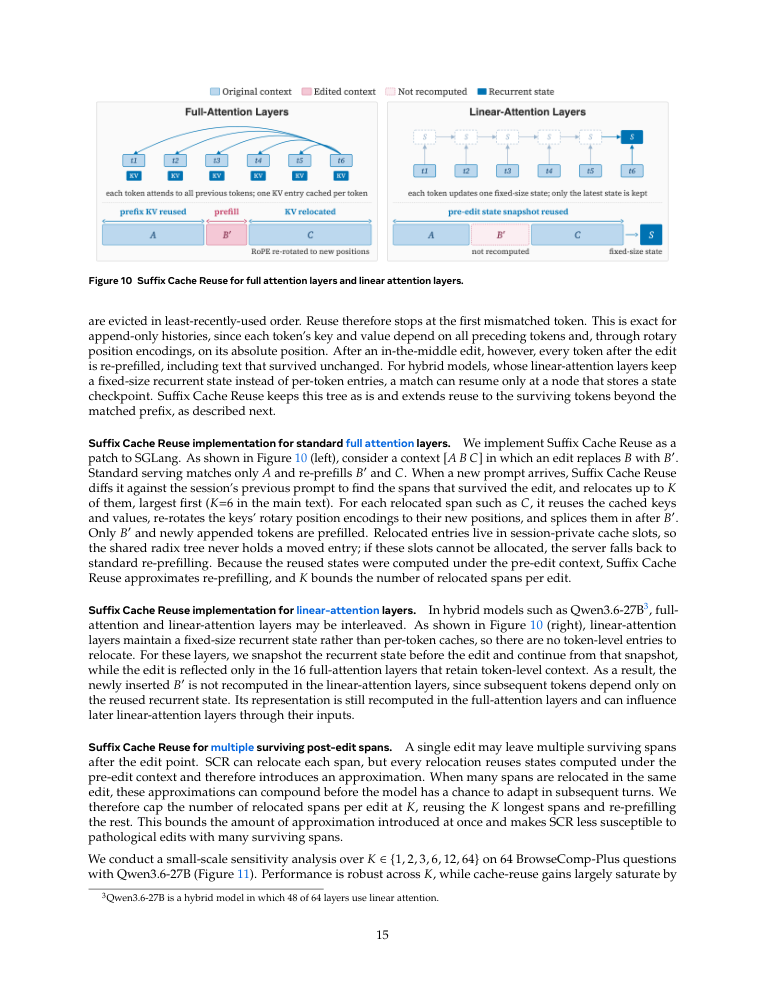 Original context Edited context Not recomputed Recurrent state
Full-Attention Layers
t1 t2 t3 t4 t5 t6
KV KV KV KV KV KV
each token attends to all previous tokens; one KV entry cached per token
prefix KV reused prefill KV relocated
A B′ C
RoPE re-rotated to new positions
Linear-Attention Layers
S S S S S S
t1 t2 t3 t4 t5 t6
each token updates one fixed-size state; only the latest state is kept
pre-edit state snapshot reused
A B′ C S
not recomputed fixed-size state
Figure 10 Suffix Cache Reuse for full attention layers and linear attention layers.
are evicted in least-recently-used order. Reuse therefore stops at the first mismatched token. This is exact for
append-only histories, since each token's key and value depend on all preceding tokens and, through rotary
position encodings, on its absolute position. After an in-the-middle edit, however, every token after the edit
is re-prefilled, including text that survived unchanged. For hybrid models, whose linear-attention layers keep
a fixed-size recurrent state instead of per-token entries, a match can resume only at a node that stores a state
checkpoint. Suffix Cache Reuse keeps this tree as is and extends reuse to the surviving tokens beyond the
matched prefix, as described next.
Suffix Cache Reuse implementation for standard full attention layers. We implement Suffix Cache Reuse as a
patch to SGLang. As shown in Figure 10 (left), consider a context [A B C] in which an edit replaces B with B′.
Standard serving matches only A and re-prefills B′ and C. When a new prompt arrives, Suffix Cache Reuse
diffs it against the session's previous prompt to find the spans that survived the edit, and relocates up to K
of them, largest first (K=6 in the main text). For each relocated span such as C, it reuses the cached keys
and values, re-rotates the keys' rotary position encodings to their new positions, and splices them in after B′.
Only B′ and newly appended tokens are prefilled. Relocated entries live in session-private cache slots, so
the shared radix tree never holds a moved entry; if these slots cannot be allocated, the server falls back to
standard re-prefilling. Because the reused states were computed under the pre-edit context, Suffix Cache
Reuse approximates re-prefilling, and K bounds the number of relocated spans per edit.
Suffix Cache Reuse implementation for linear-attention layers. In hybrid models such as Qwen3.6-27B3, full-
attention and linear-attention layers may be interleaved. As shown in Figure 10 (right), linear-attention
layers maintain a fixed-size recurrent state rather than per-token caches, so there are no token-level entries to
relocate. For these layers, we snapshot the recurrent state before the edit and continue from that snapshot,
while the edit is reflected only in the 16 full-attention layers that retain token-level context. As a result, the
newly inserted B′ is not recomputed in the linear-attention layers, since subsequent tokens depend only on
the reused recurrent state. Its representation is still recomputed in the full-attention layers and can influence
later linear-attention layers through their inputs.
Suffix Cache Reuse for multiple surviving post-edit spans. A single edit may leave multiple surviving spans
after the edit point. SCR can relocate each span, but every relocation reuses states computed under the
pre-edit context and therefore introduces an approximation. When many spans are relocated in the same
edit, these approximations can compound before the model has a chance to adapt in subsequent turns. We
therefore cap the number of relocated spans per edit at K, reusing the K longest spans and re-prefilling
the rest. This bounds the amount of approximation introduced at once and makes SCR less susceptible to
pathological edits with many surviving spans.
We conduct a small-scale sensitivity analysis over K ∈ {1, 2, 3, 6, 12, 64} on 64 BrowseComp-Plus questions
with Qwen3.6-27B (Figure 11). Performance is robust across K, while cache-reuse gains largely saturate by
3Qwen3.6-27B is a hybrid model in which 48 of 64 layers use linear attention.
15